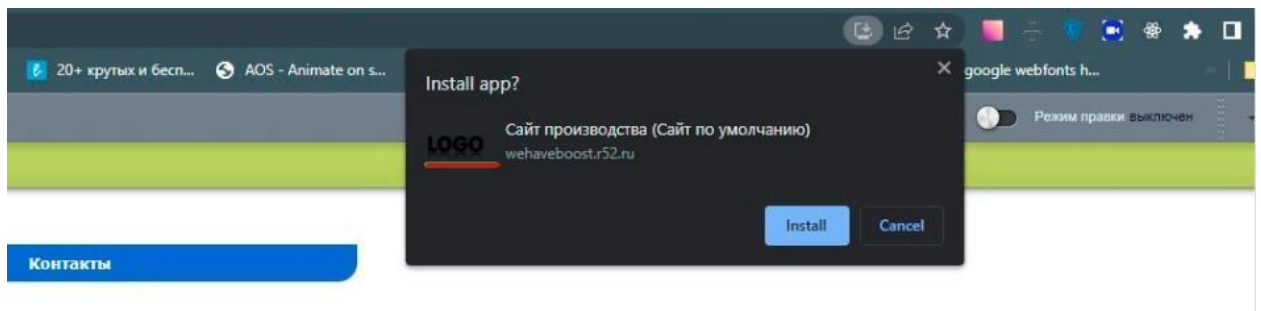 20+ крутых и бесп...
AOS - Animate on s...
google webfonts h...
Install app?
Режим правки выключен
LOGO
Сайт производства (Сайт по умолчанию)
wehaveboost.r52.ru
Install
Cancel
Контакты